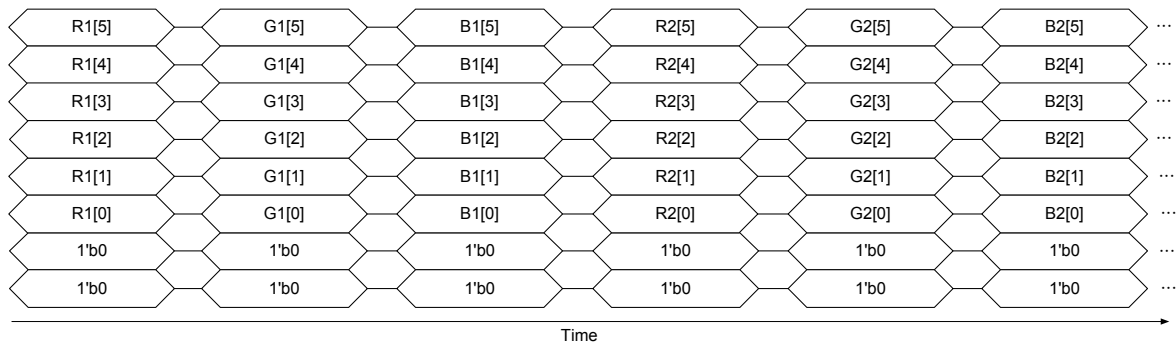 R1[5] G1[5] B1[5] R2[5] G2[5] B2[5] ...
R1[4] G1[4] B1[4] R2[4] G2[4] B2[4] ...
R1[3] G1[3] B1[3] R2[3] G2[3] B2[3] ...
R1[2] G1[2] B1[2] R2[2] G2[2] B2[2] ...
R1[1] G1[1] B1[1] R2[1] G2[1] B2[1] ...
R1[0] G1[0] B1[0] R2[0] G2[0] B2[0] ...
1'b0 1'b0 1'b0 1'b0 1'b0 1'b0 ...
1'b0 1'b0 1'b0 1'b0 1'b0 1'b0 ...
Time